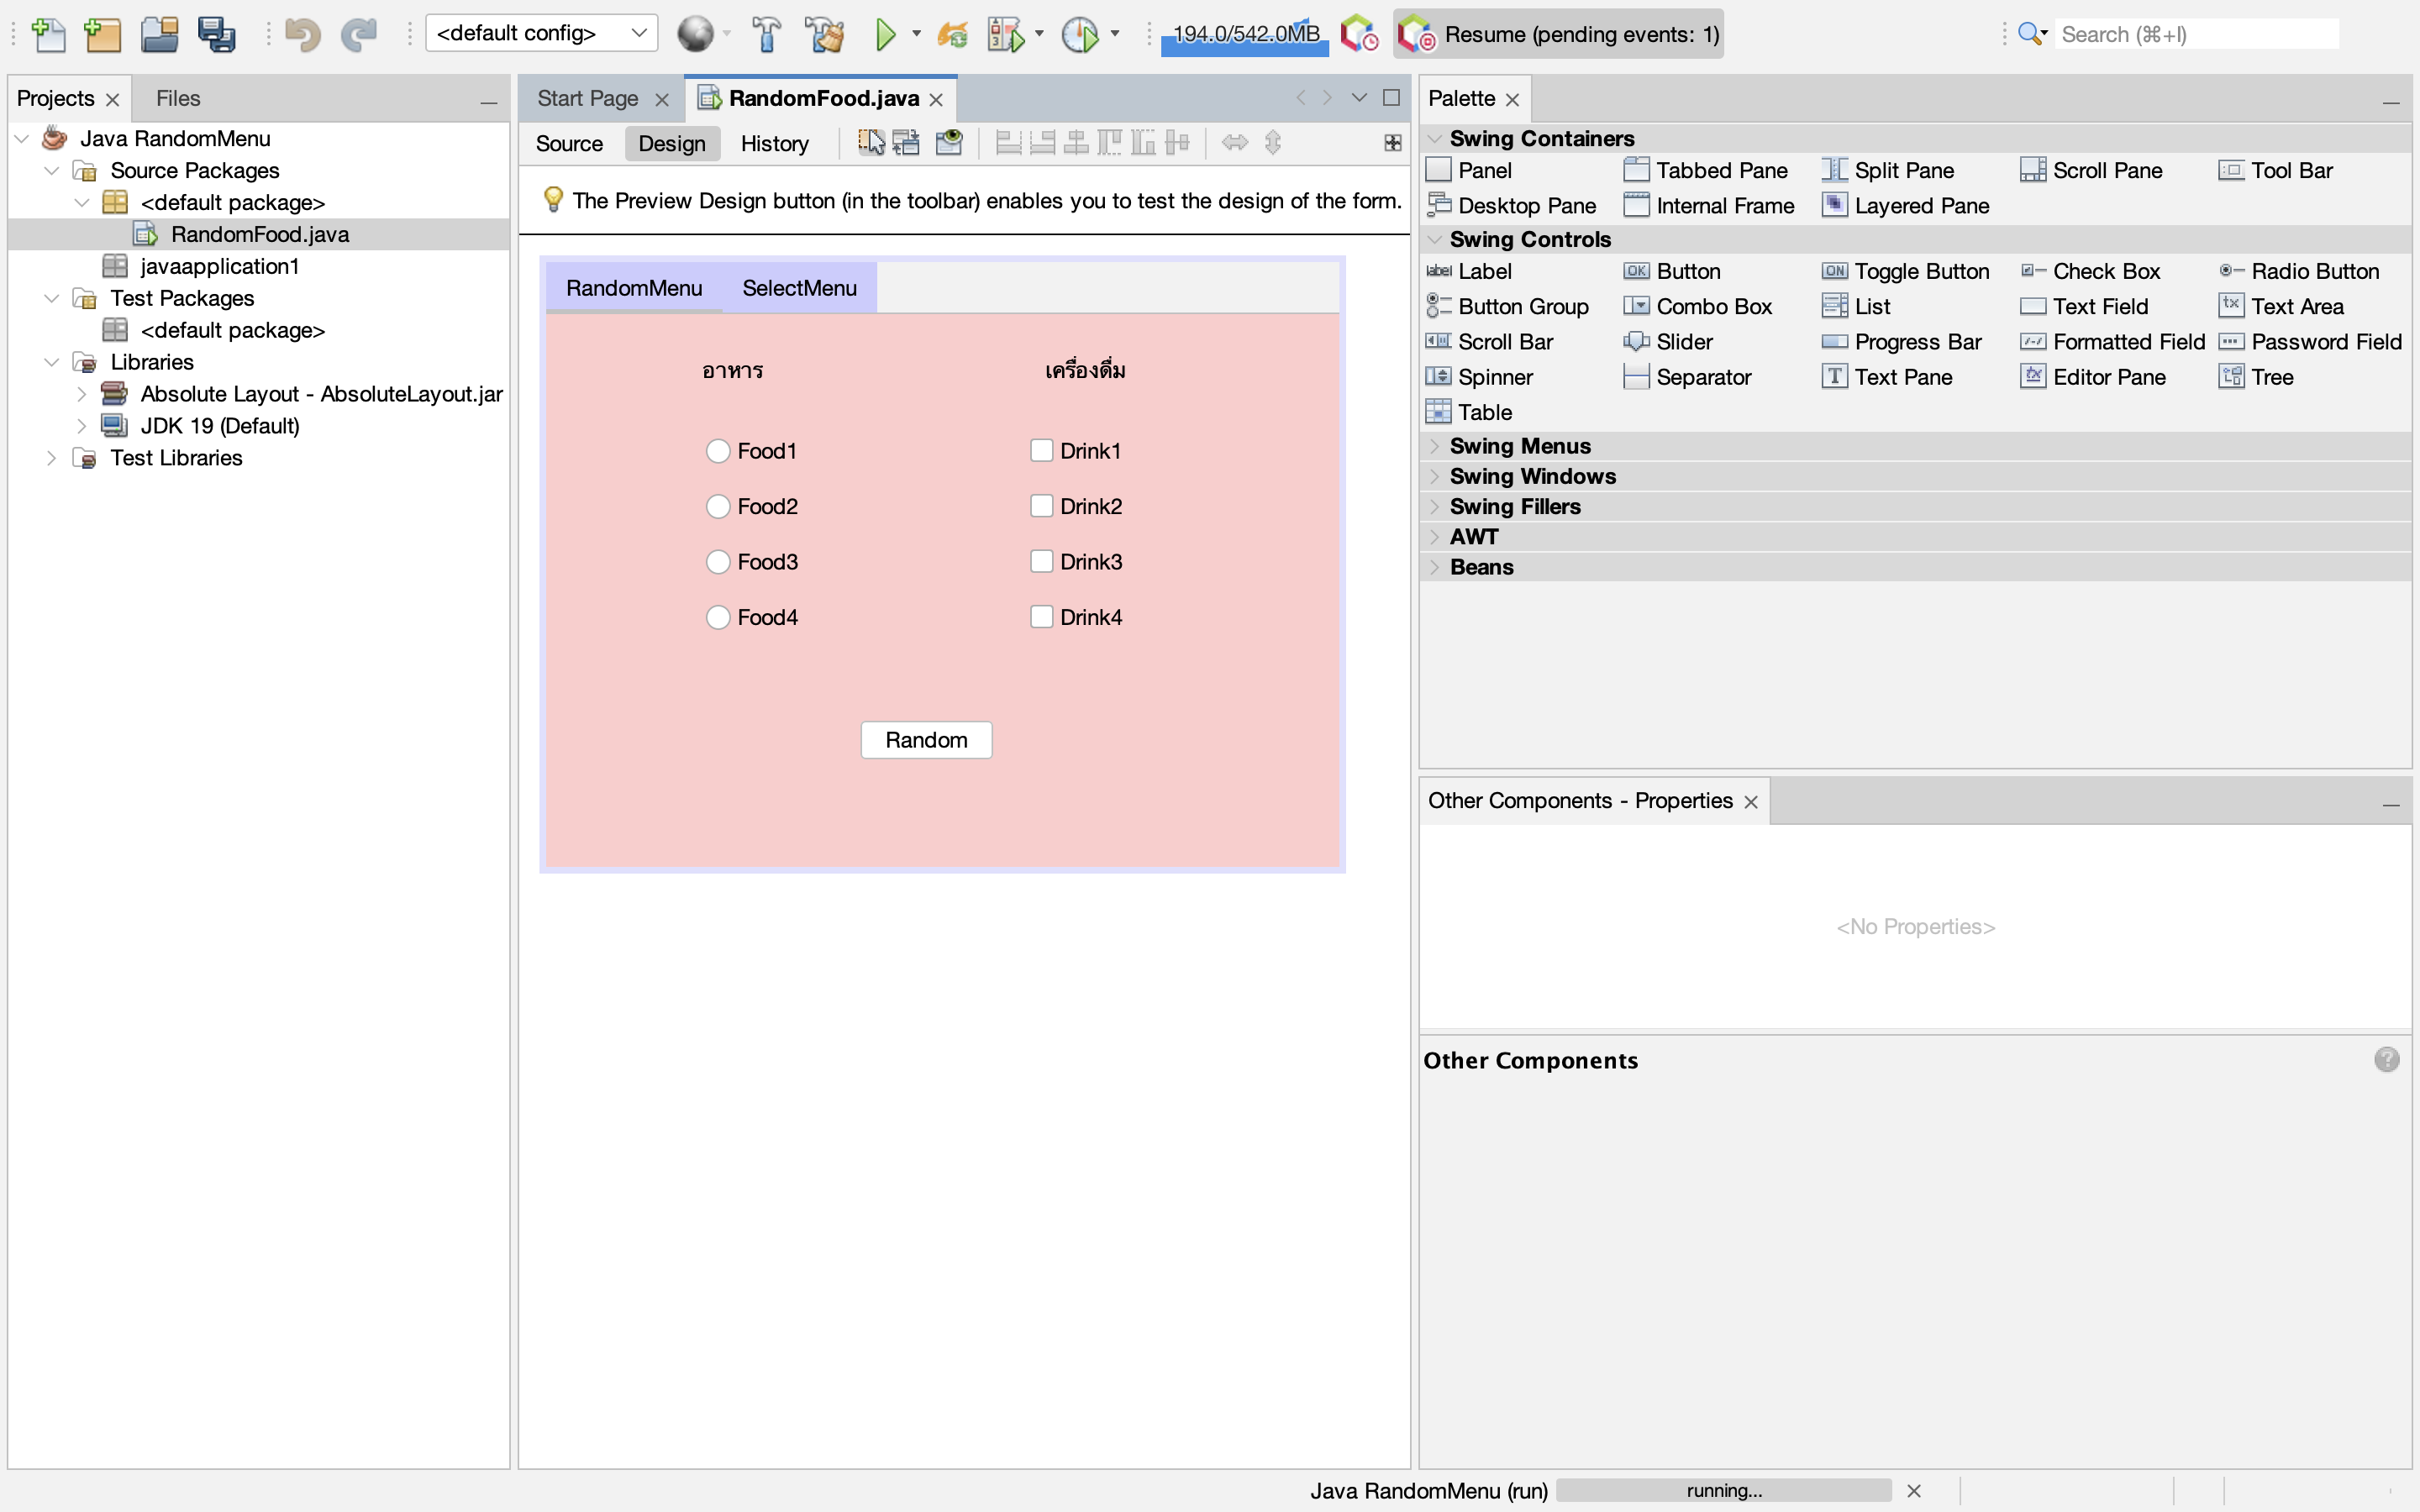 <default config>
194.0/542.0MB
Resume (pending events: 1)
Search (⌘+I)
Projects
Files
Java RandomMenu
Source Packages
<default package>
RandomFood.java
javaapplication1
Test Packages
<default package>
Libraries
Absolute Layout - AbsoluteLayout.jar
JDK 19 (Default)
Test Libraries
Start Page
RandomFood.java
Source
Design
History
The Preview Design button (in the toolbar) enables you to test the design of the form.
RandomMenu
SelectMenu
อาหาร
เครื่องดื่ม
Food1
Drink1
Food2
Drink2
Food3
Drink3
Food4
Drink4
Random
Palette
Swing Containers
Panel
Tabbed Pane
Split Pane
Scroll Pane
Tool Bar
Desktop Pane
Internal Frame
Layered Pane
Swing Controls
label Label
OK Button
ON Toggle Button
Check Box
Radio Button
Button Group
Combo Box
List
Text Field
tx Text Area
Scroll Bar
Slider
Progress Bar
Formatted Field
Password Field
Spinner
Separator
T Text Pane
Editor Pane
Tree
Table
Swing Menus
Swing Windows
Swing Fillers
AWT
Beans
Other Components - Properties
<No Properties>
Other Components
Java RandomMenu (run)
running...